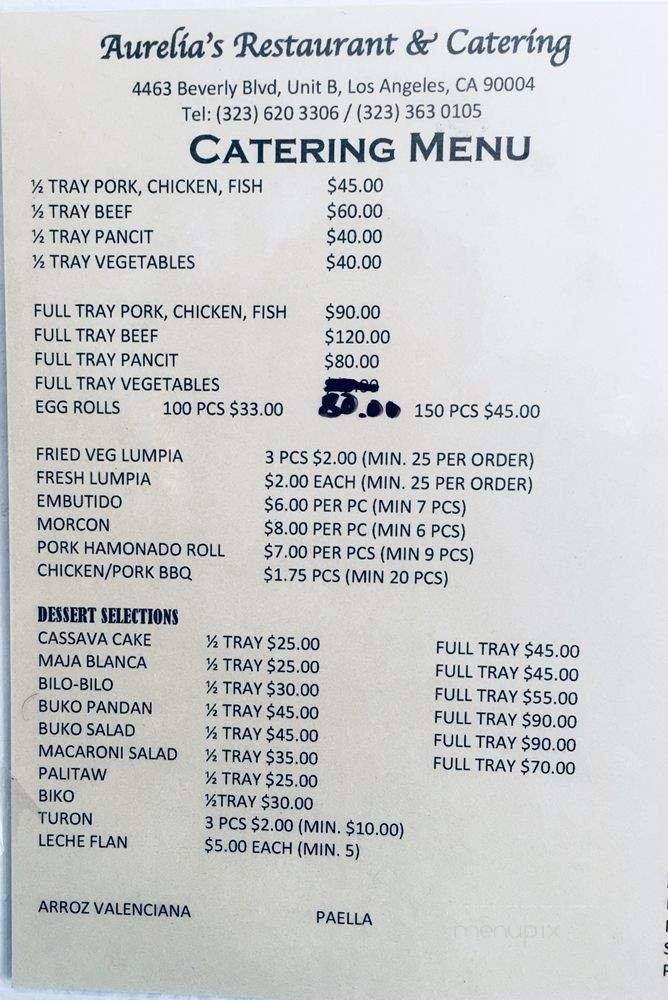 Aurelia's Restaurant & Catering
4463 Beverly Blvd, Unit B, Los Angeles, CA 90004
Tel: (323) 620 3306 / (323) 363 0105
CATERING MENU
½ TRAY PORK, CHICKEN, FISH $45.00
½ TRAY BEEF $60.00
½ TRAY PANCIT $40.00
½ TRAY VEGETABLES $40.00
FULL TRAY PORK, CHICKEN, FISH $90.00
FULL TRAY BEEF $120.00
FULL TRAY PANCIT $80.00
FULL TRAY VEGETABLES 80.00
EGG ROLLS 100 PCS $33.00 150 PCS $45.00
FRIED VEG LUMPIA 3 PCS $2.00 (MIN. 25 PER ORDER)
FRESH LUMPIA $2.00 EACH (MIN. 25 PER ORDER)
EMBUTIDO $6.00 PER PC (MIN 7 PCS)
MORCON $8.00 PER PC (MIN 6 PCS)
PORK HAMONADO ROLL $7.00 PER PCS (MIN 9 PCS)
CHICKEN/PORK BBQ $1.75 PCS (MIN 20 PCS)
DESSERT SELECTIONS
CASSAVA CAKE ½ TRAY $25.00 FULL TRAY $45.00
MAJA BLANCA ½ TRAY $25.00 FULL TRAY $45.00
BILO-BILO ½ TRAY $30.00 FULL TRAY $55.00
BUKO PANDAN ½ TRAY $45.00 FULL TRAY $90.00
BUKO SALAD ½ TRAY $45.00 FULL TRAY $90.00
MACARONI SALAD ½ TRAY $35.00 FULL TRAY $70.00
PALITAW ½ TRAY $25.00
BIKO ½TRAY $30.00
TURON 3 PCS $2.00 (MIN. $10.00)
LECHE FLAN $5.00 EACH (MIN. 5)
ARROZ VALENCIANA PAELLA
menupix